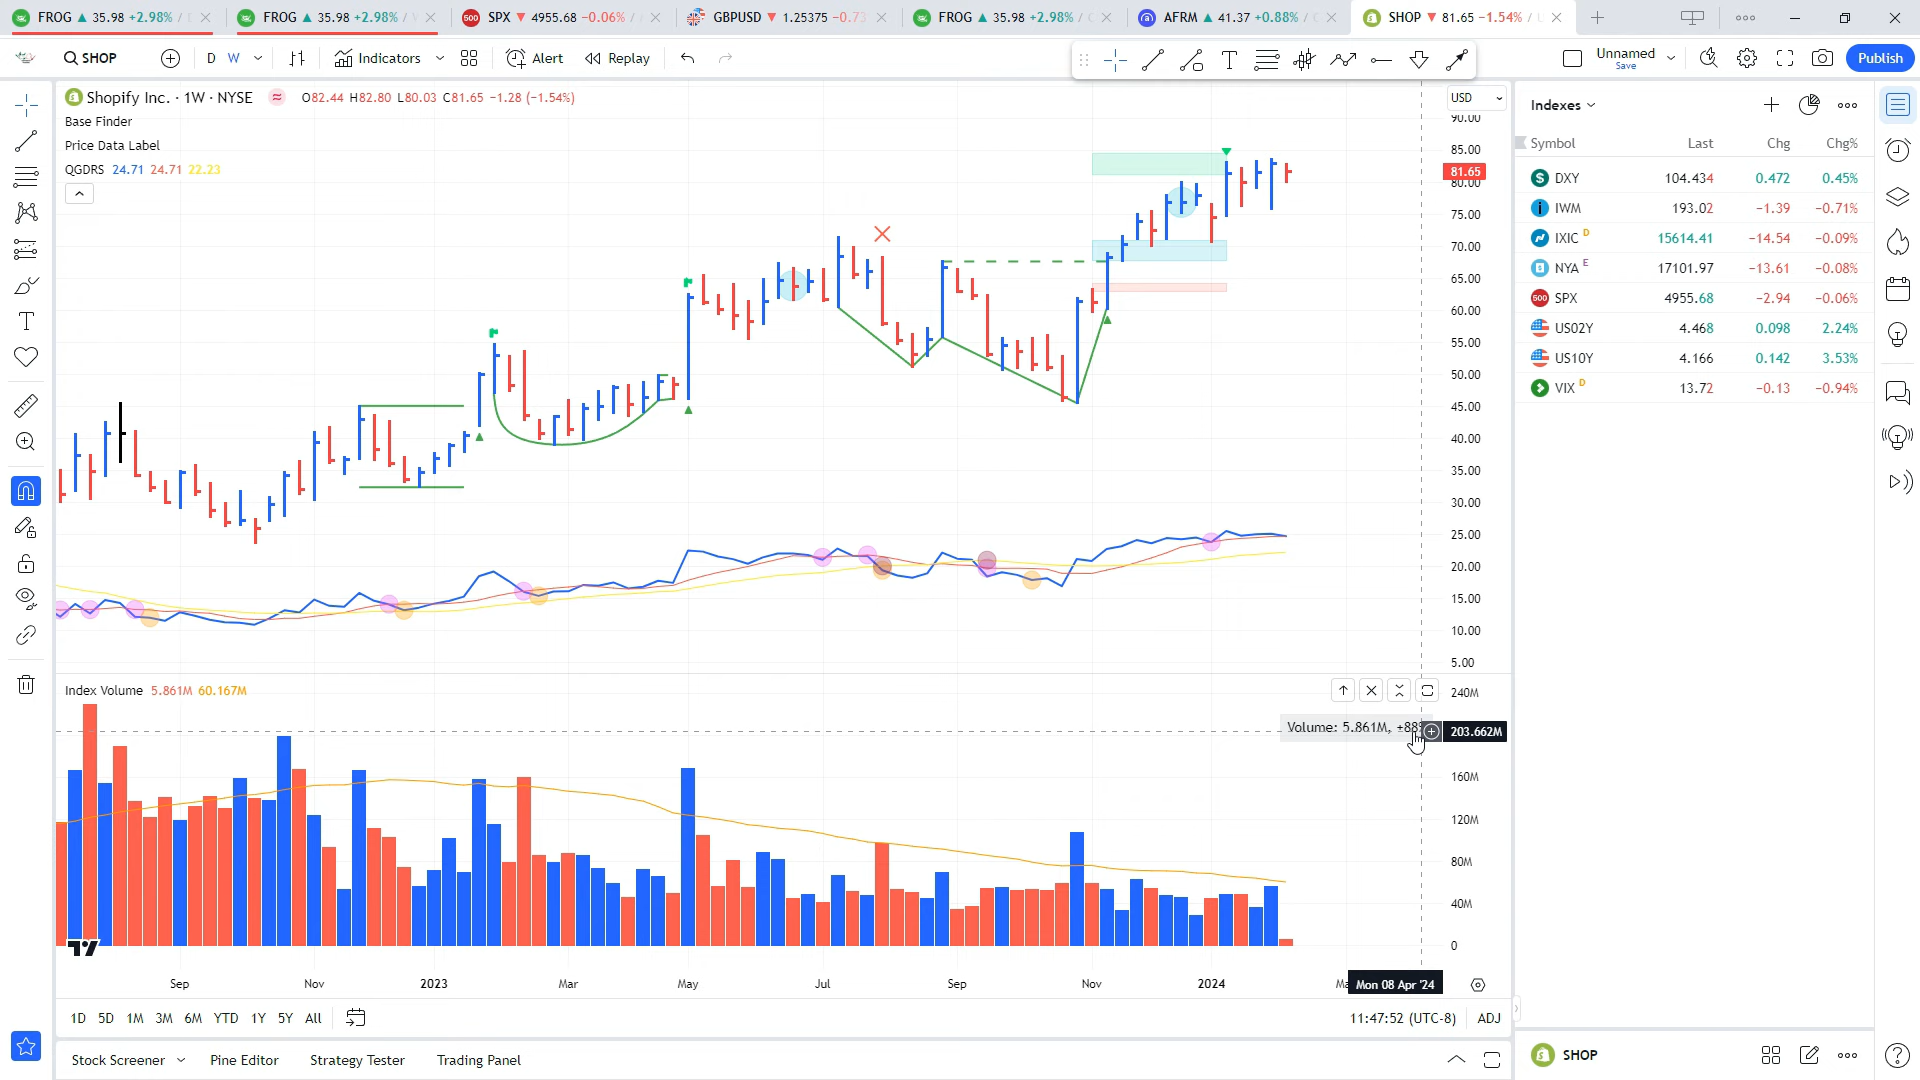 FROG ▲ 35.98 +2.98% /
FROG ▲ 35.98 +2.98% /
500 SPX ▼ 4955.68 −0.06% /
GBPUSD ▼ 1.25375 −0.73
FROG ▲ 35.98 +2.98% /
AFRM ▲ 41.37 +0.88% /
SHOP ▼ 81.65 −1.54% /
SHOP
D W
Indicators
Alert
Replay
Unnamed
Save
Publish
Shopify Inc. · 1W · NYSE
O82.44 H82.80 L80.03 C81.65 −1.28 (−1.54%)
USD
Base Finder
Price Data Label
QGDRS 24.71 24.71 22.23
90.00
85.00
81.65
80.00
75.00
70.00
65.00
60.00
55.00
50.00
45.00
40.00
35.00
30.00
25.00
20.00
15.00
10.00
5.00
Index Volume 5.861M 60.167M
Volume: 5.861M, +88
240M
203.662M
160M
120M
80M
40M
0
Sep Nov 2023 Mar May Jul Sep Nov 2024
Mon 08 Apr '24
1D 5D 1M 3M 6M YTD 1Y 5Y All
11:47:52 (UTC-8) ADJ
Stock Screener Pine Editor Strategy Tester Trading Panel
Indexes
Symbol Last Chg Chg%
DXY 104.434 0.472 0.45%
IWM 193.02 −1.39 −0.71%
IXIC D 15614.41 −14.54 −0.09%
NYA E 17101.97 −13.61 −0.08%
500 SPX 4955.68 −2.94 −0.06%
US02Y 4.468 0.098 2.24%
US10Y 4.166 0.142 3.53%
VIX D 13.72 −0.13 −0.94%
SHOP